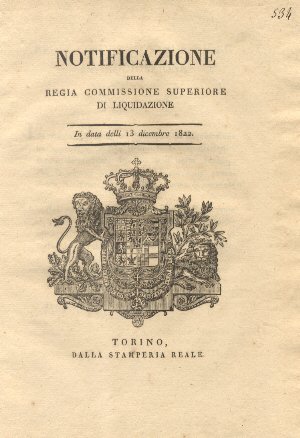 534
NOTIFICAZIONE
DELLA
REGIA COMMISSIONE SUPERIORE
DI LIQUIDAZIONE
In data delli 13 dicembre 1822.
TORINO,
DALLA STAMPERIA REALE.